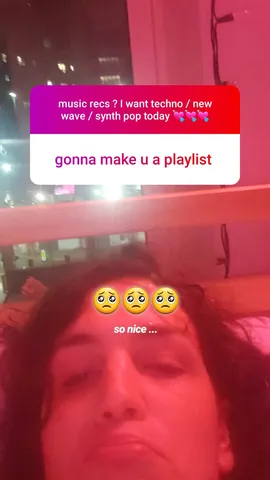 music recs ? I want techno / new
wave / synth pop today 💘💘💘
gonna make u a playlist
🥺🥺🥺
so nice ...